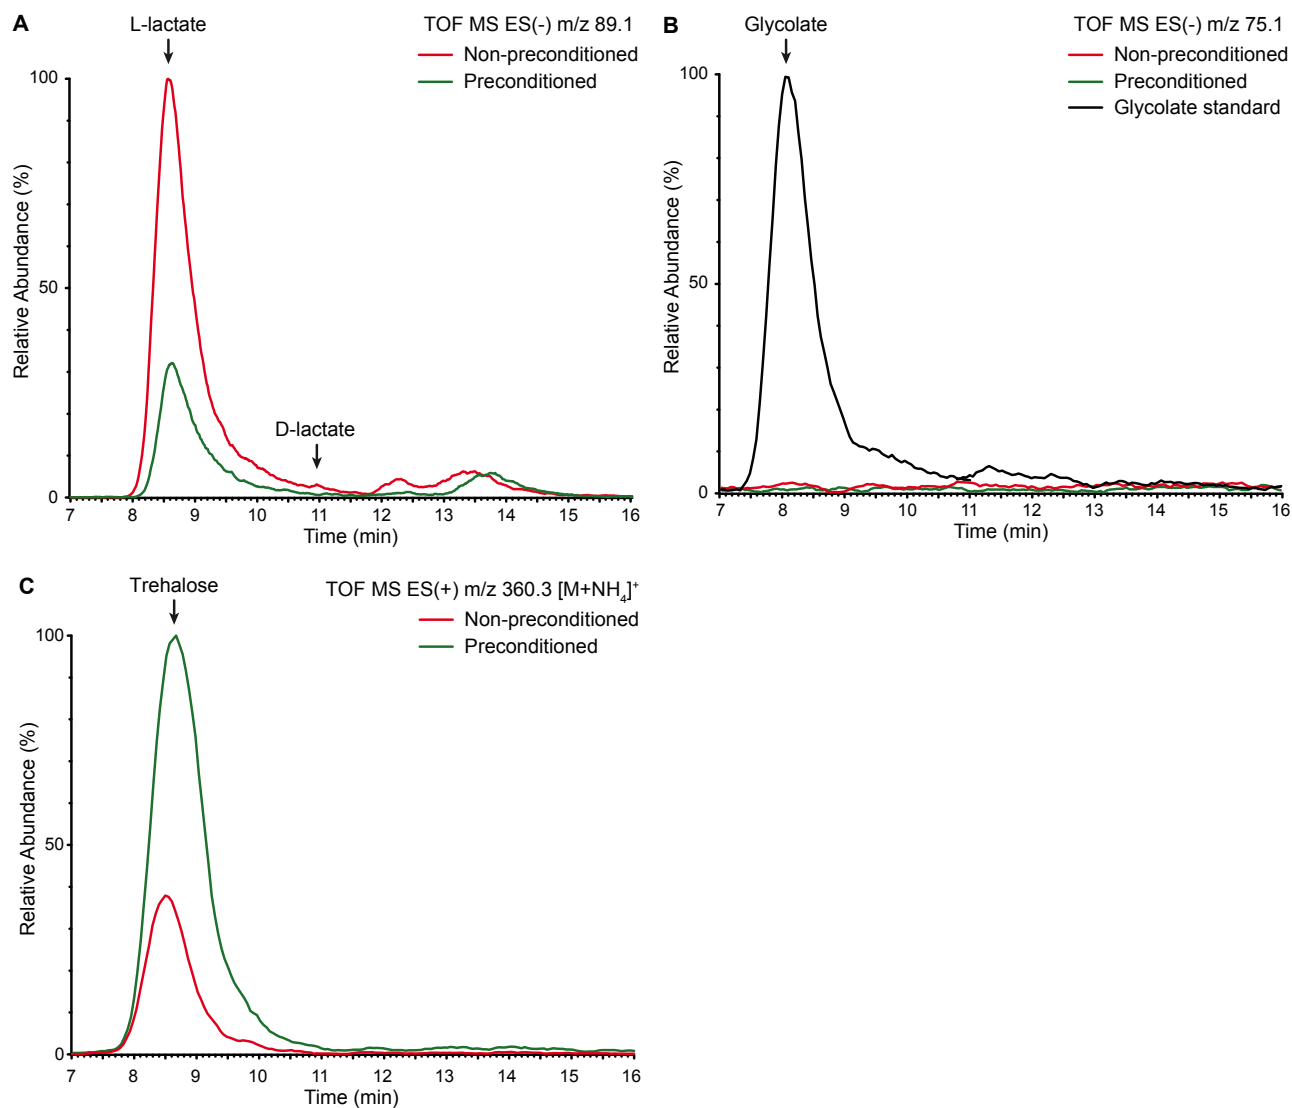 A
L-lactate
TOF MS ES(-) m/z 89.1
Non-preconditioned
Preconditioned
100
50
0
Relative Abundance (%)
D-lactate
7 8 9 10 11 12 13 14 15 16
Time (min)
B
Glycolate
TOF MS ES(-) m/z 75.1
Non-preconditioned
Preconditioned
Glycolate standard
100
50
0
Relative Abundance (%)
7 8 9 10 11 12 13 14 15 16
Time (min)
C
Trehalose
TOF MS ES(+) m/z 360.3 [M+NH₄]⁺
Non-preconditioned
Preconditioned
100
50
0
Relative Abundance (%)
7 8 9 10 11 12 13 14 15 16
Time (min)